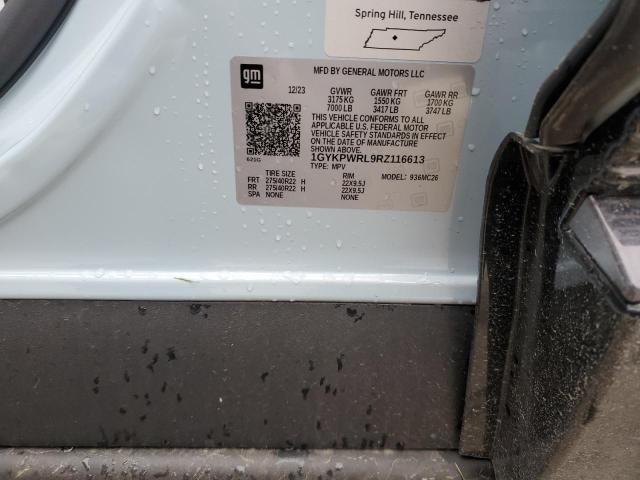 Spring Hill, Tennessee
gm
MFD BY GENERAL MOTORS LLC
12/23 GVWR GAWR FRT GAWR RR
3175 KG 1550 KG 1700 KG
7000 LB 3417 LB 3747 LB
THIS VEHICLE CONFORMS TO ALL
APPLICABLE U.S. FEDERAL MOTOR
VEHICLE SAFETY STANDARDS IN EFFECT
ON THE DATE OF MANUFACTURE
SHOWN ABOVE.
1GYKPWRL9RZ116613
621G
TYPE: MPV
TIRE SIZE RIM MODEL: 936MC26
FRT 275/40R22 H 22X9.5J
RR 275/40R22 H 22X9.5J
SPA NONE NONE